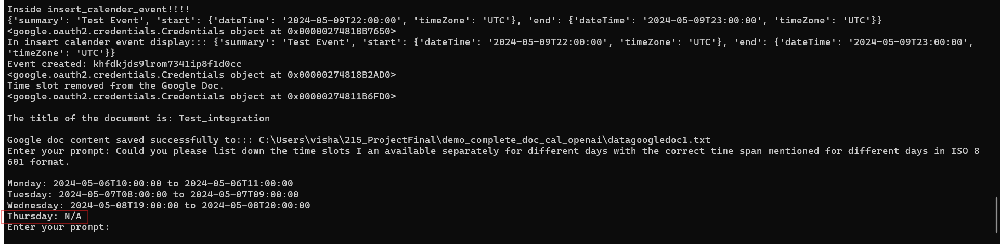 Inside insert_calender_event!!!!
{'summary': 'Test Event', 'start': {'dateTime': '2024-05-09T22:00:00', 'timeZone': 'UTC'}, 'end': {'dateTime': '2024-05-09T23:00:00', 'timeZone': 'UTC'}}
<google.oauth2.credentials.Credentials object at 0x00000274818B7650>
In insert calender event display::: {'summary': 'Test Event', 'start': {'dateTime': '2024-05-09T22:00:00', 'timeZone': 'UTC'}, 'end': {'dateTime': '2024-05-09T23:00:00',
'timeZone': 'UTC'}}
Event created: khfdkjds9lrom7341ip8f1d0cc
<google.oauth2.credentials.Credentials object at 0x00000274818B2AD0>
Time slot removed from the Google Doc.
<google.oauth2.credentials.Credentials object at 0x00000274811B6FD0>
The title of the document is: Test_integration
Google doc content saved successfully to::: C:\Users\visha\215_ProjectFinal\demo_complete_doc_cal_openai\datagoogledoc1.txt
Enter your prompt: Could you please list down the time slots I am available separately for different days with the correct time span mentioned for different days in ISO 8
601 format.
Monday: 2024-05-06T10:00:00 to 2024-05-06T11:00:00
Tuesday: 2024-05-07T08:00:00 to 2024-05-07T09:00:00
Wednesday: 2024-05-08T19:00:00 to 2024-05-08T20:00:00
Thursday: N/A
Enter your prompt: